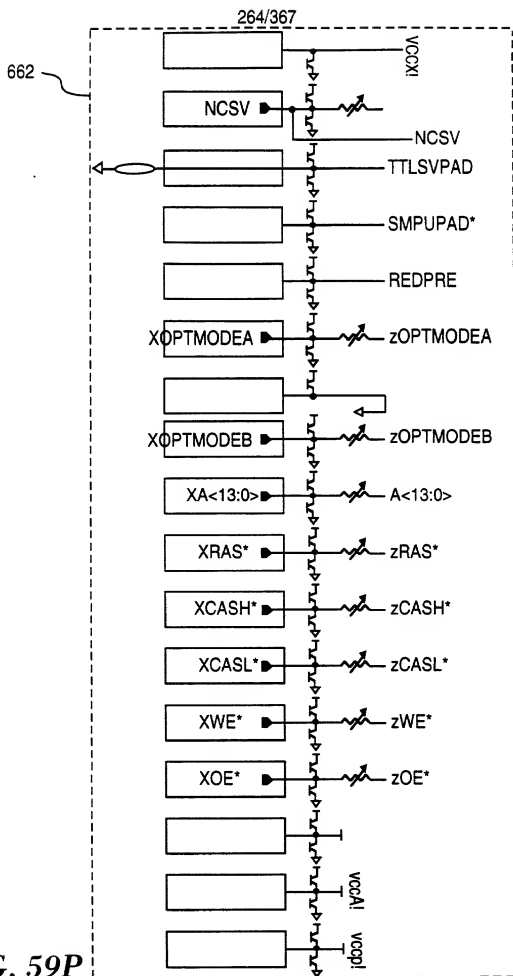 264/367
662
VCCX!
NCSV
NCSV
TTLSVPAD
SMPUPAD*
REDPRE
XOPTMODEA zOPTMODEA
XOPTMODEB zOPTMODEB
XA<13:0> A<13:0>
XRAS* zRAS*
XCASH* zCASH*
XCASL* zCASL*
XWE* zWE*
XOE* zOE*
vccA!
vccp!
G. 59P